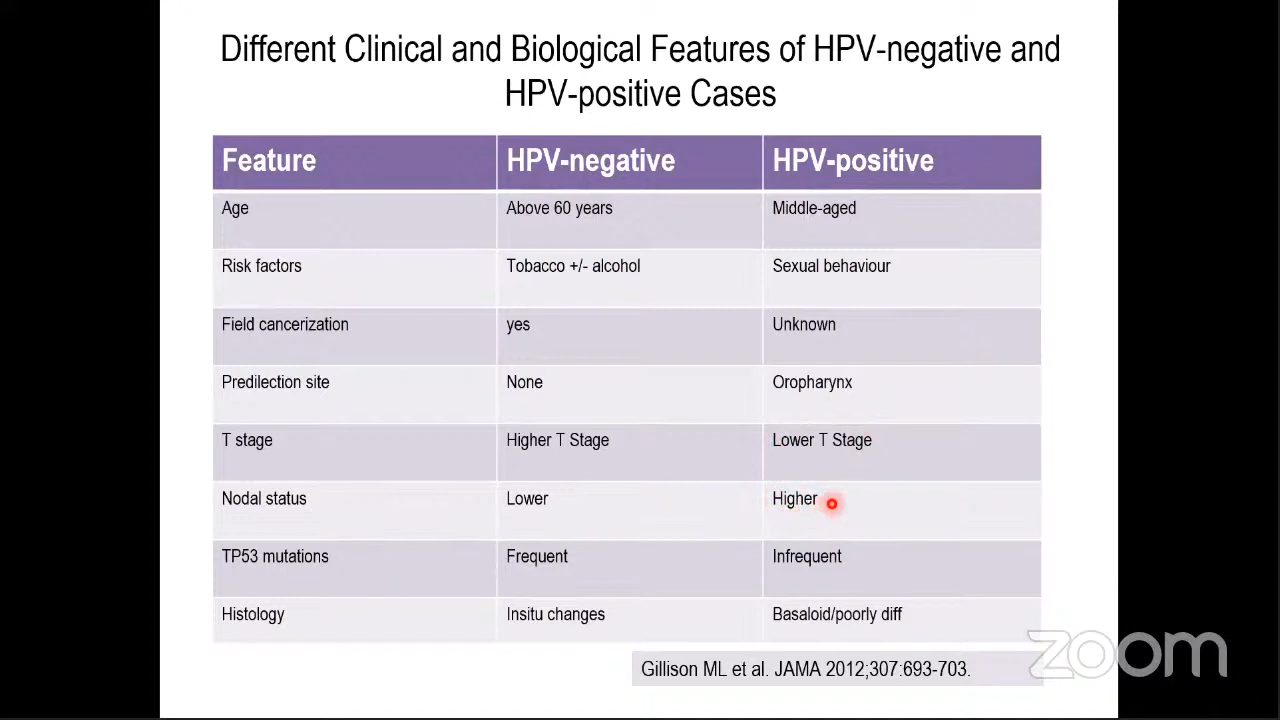 Different Clinical and Biological Features of HPV-negative and
HPV-positive Cases
Feature HPV-negative HPV-positive
Age Above 60 years Middle-aged
Risk factors Tobacco +/- alcohol Sexual behaviour
Field cancerization yes Unknown
Predilection site None Oropharynx
T stage Higher T Stage Lower T Stage
Nodal status Lower Higher
TP53 mutations Frequent Infrequent
Histology Insitu changes Basaloid/poorly diff
Gillison ML et al. JAMA 2012;307:693-703.
zoom